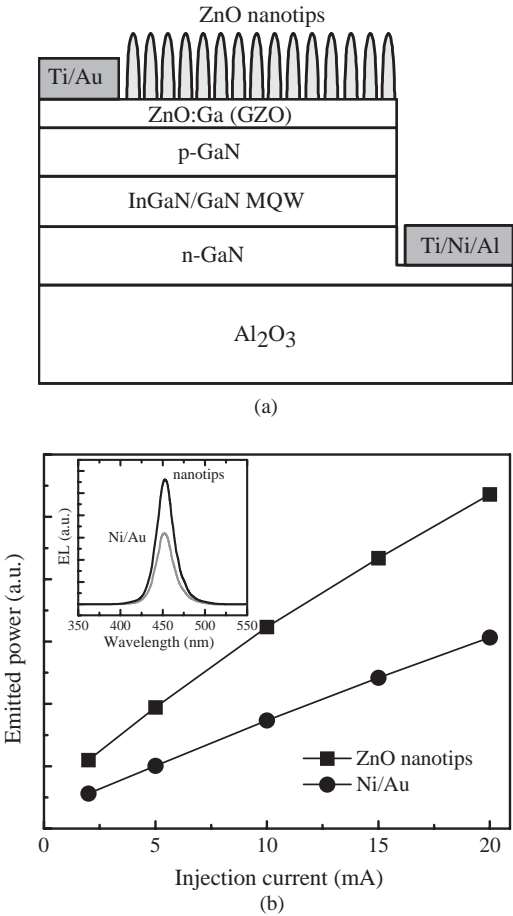 ZnO nanotips
Ti/Au
ZnO:Ga (GZO)
p-GaN
InGaN/GaN MQW
Ti/Ni/Al
n-GaN
Al2O3
(a)
nanotips
Ni/Au
EL (a.u.)
350 400 450 500 550
Wavelength (nm)
Emitted power (a.u.)
ZnO nanotips
Ni/Au
0 5 10 15 20
Injection current (mA)
(b)